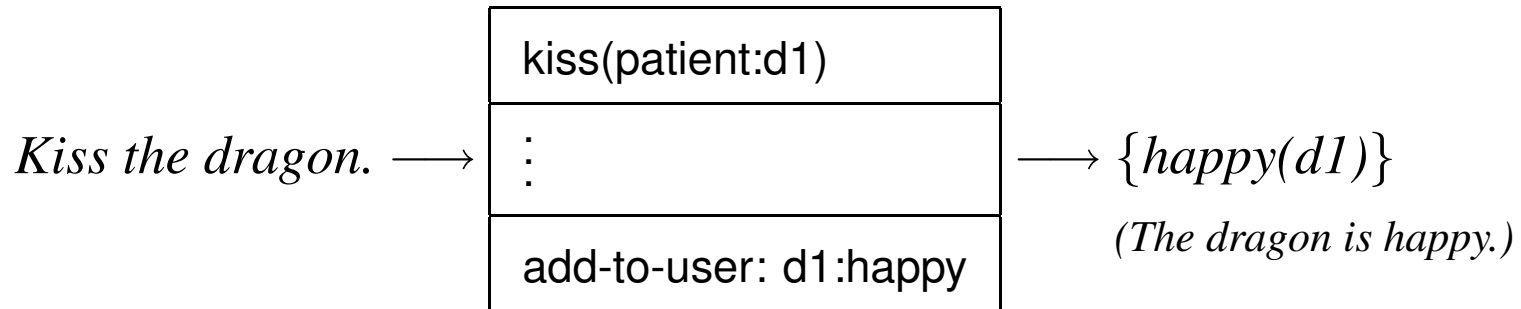 kiss(patient:d1)
Kiss the dragon. ⟶ ⋮ ⟶ {happy(d1)}
(The dragon is happy.)
add-to-user: d1:happy